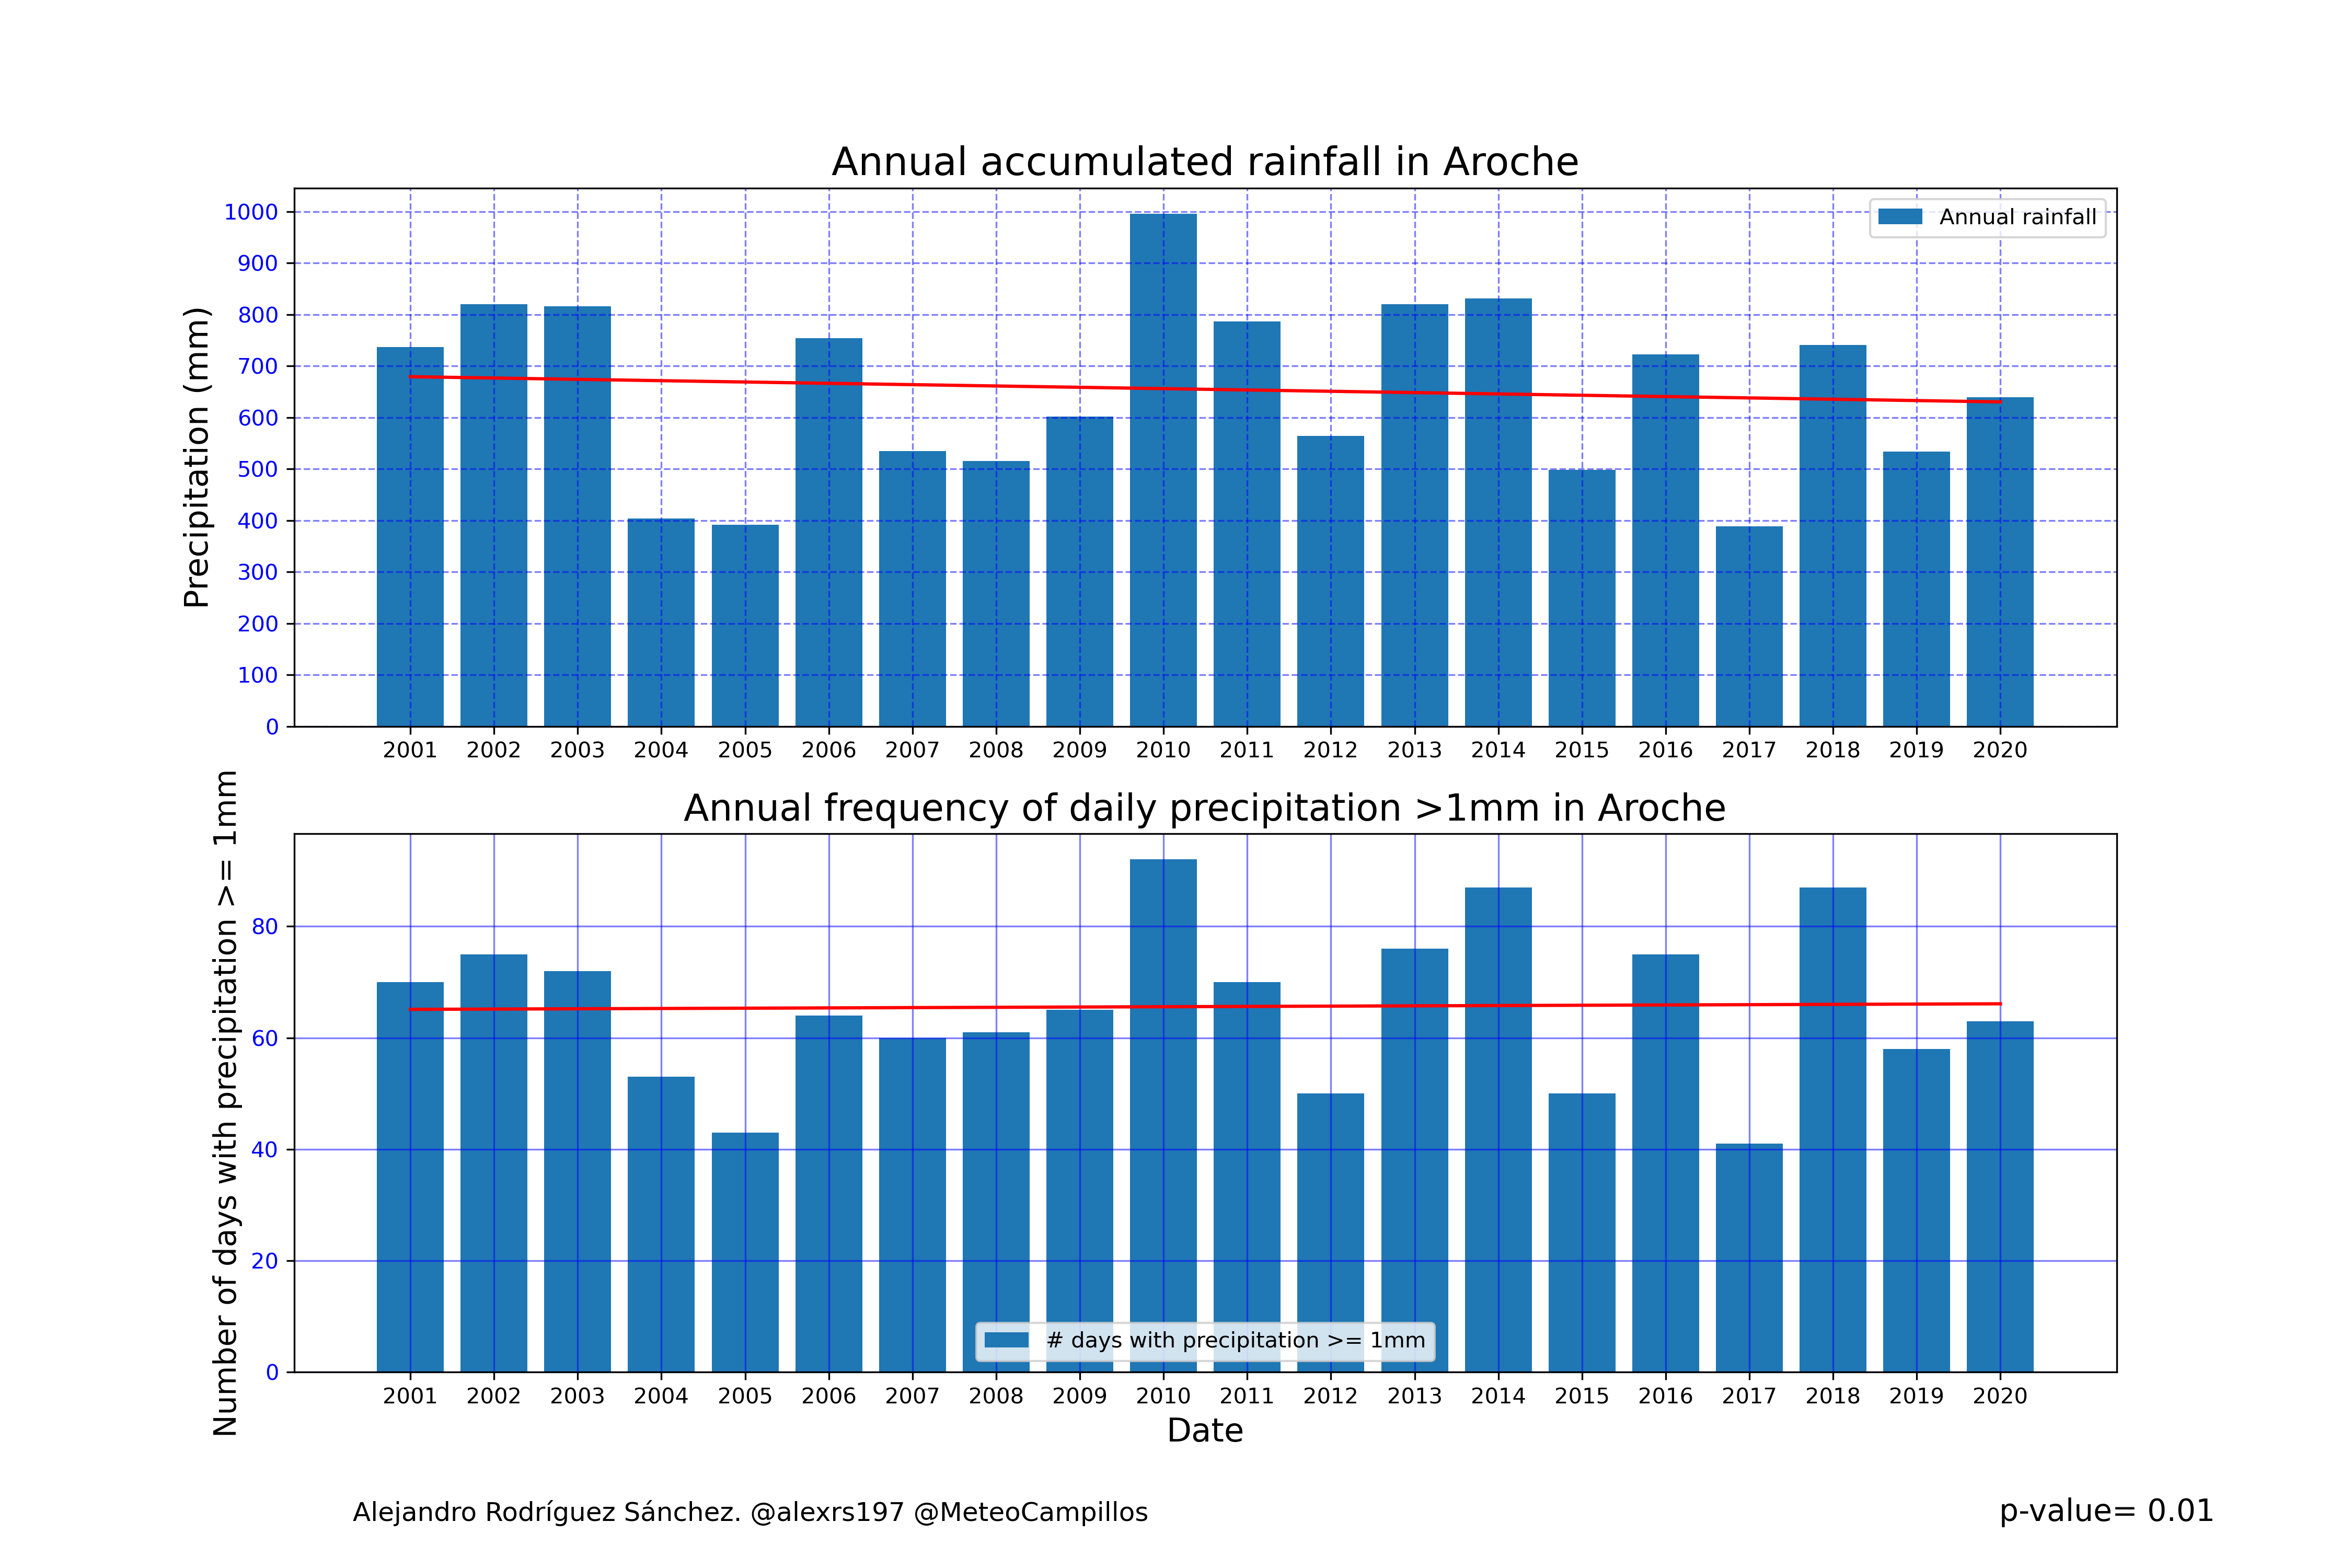 Annual accumulated rainfall in Aroche
Precipitation (mm)
1000
900
800
700
600
500
400
300
200
100
0
Annual rainfall
2001 2002 2003 2004 2005 2006 2007 2008 2009 2010 2011 2012 2013 2014 2015 2016 2017 2018 2019 2020
Annual frequency of daily precipitation >1mm in Aroche
Number of days with precipitation >= 1mm
80
60
40
20
0
# days with precipitation >= 1mm
2001 2002 2003 2004 2005 2006 2007 2008 2009 2010 2011 2012 2013 2014 2015 2016 2017 2018 2019 2020
Date
Alejandro Rodríguez Sánchez. @alexrs197 @MeteoCampillos
p-value= 0.01